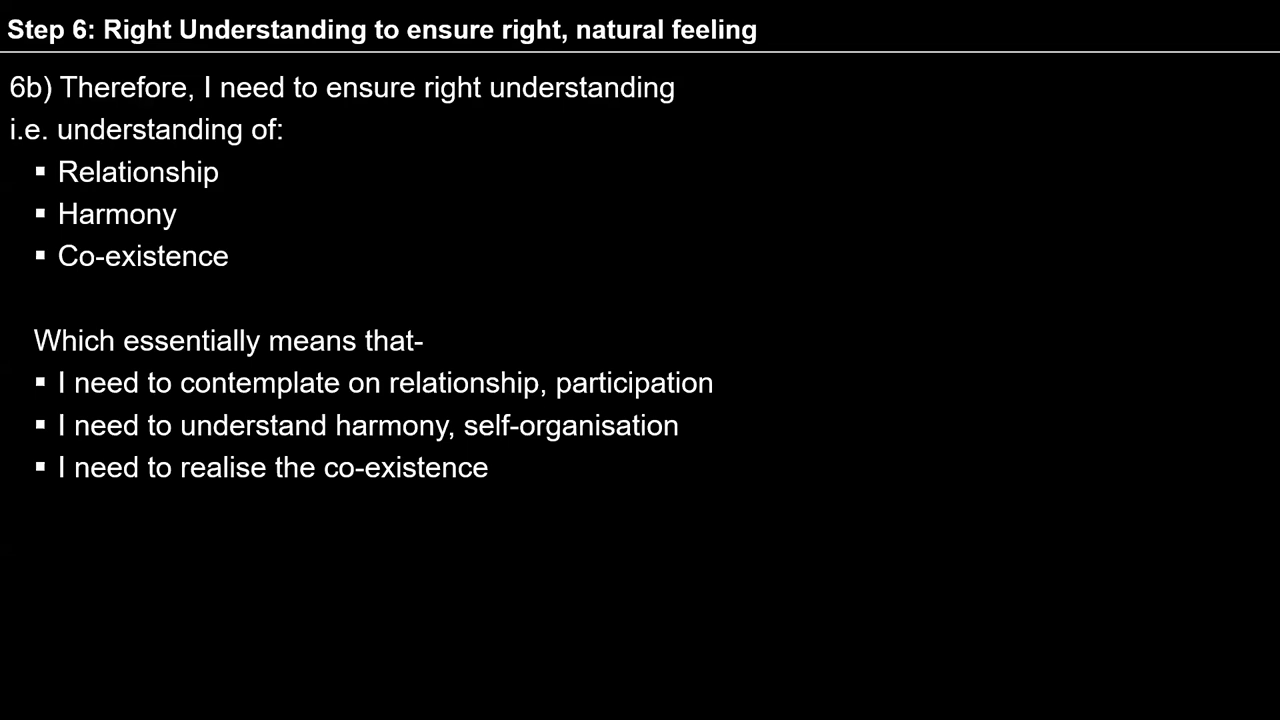 Step 6: Right Understanding to ensure right, natural feeling
6b) Therefore, I need to ensure right understanding
i.e. understanding of:
▪ Relationship
▪ Harmony
▪ Co-existence
Which essentially means that-
▪ I need to contemplate on relationship, participation
▪ I need to understand harmony, self-organisation
▪ I need to realise the co-existence